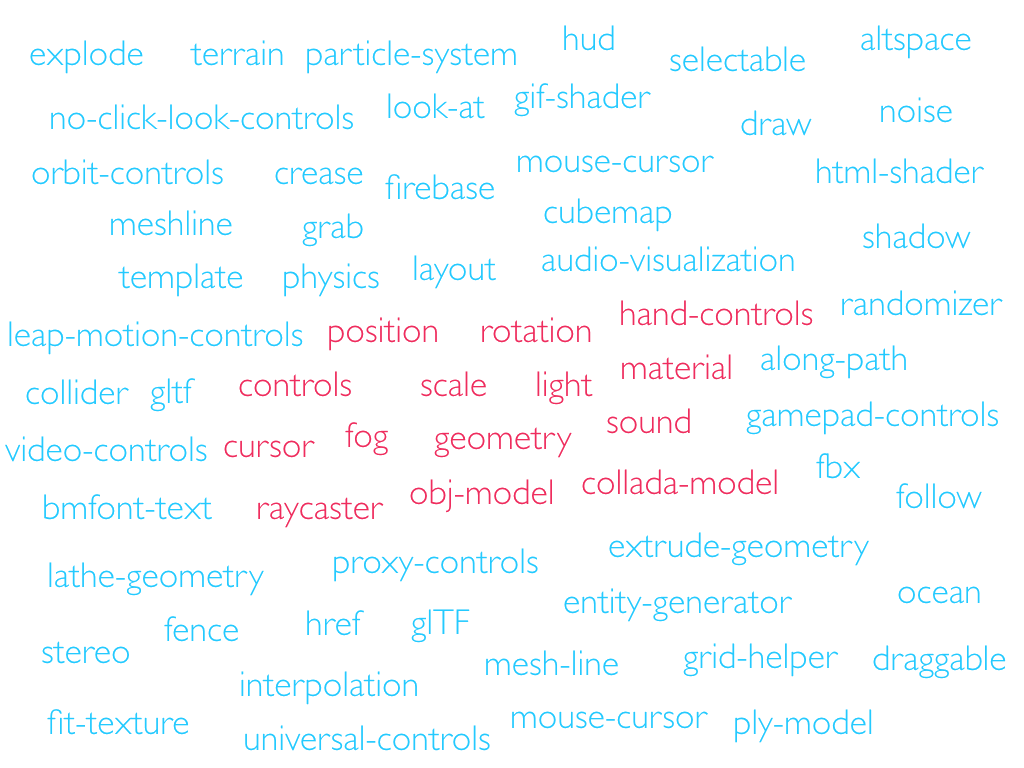 explode terrain particle-system hud selectable altspace
no-click-look-controls look-at gif-shader draw noise
orbit-controls crease firebase mouse-cursor html-shader
meshline grab cubemap shadow
template physics layout audio-visualization
leap-motion-controls position rotation hand-controls randomizer
collider gltf controls scale light material along-path
video-controls cursor fog geometry sound gamepad-controls
bmfont-text raycaster obj-model collada-model fbx follow
lathe-geometry proxy-controls extrude-geometry
stereo fence href glTF entity-generator ocean
interpolation mesh-line grid-helper draggable
fit-texture universal-controls mouse-cursor ply-model